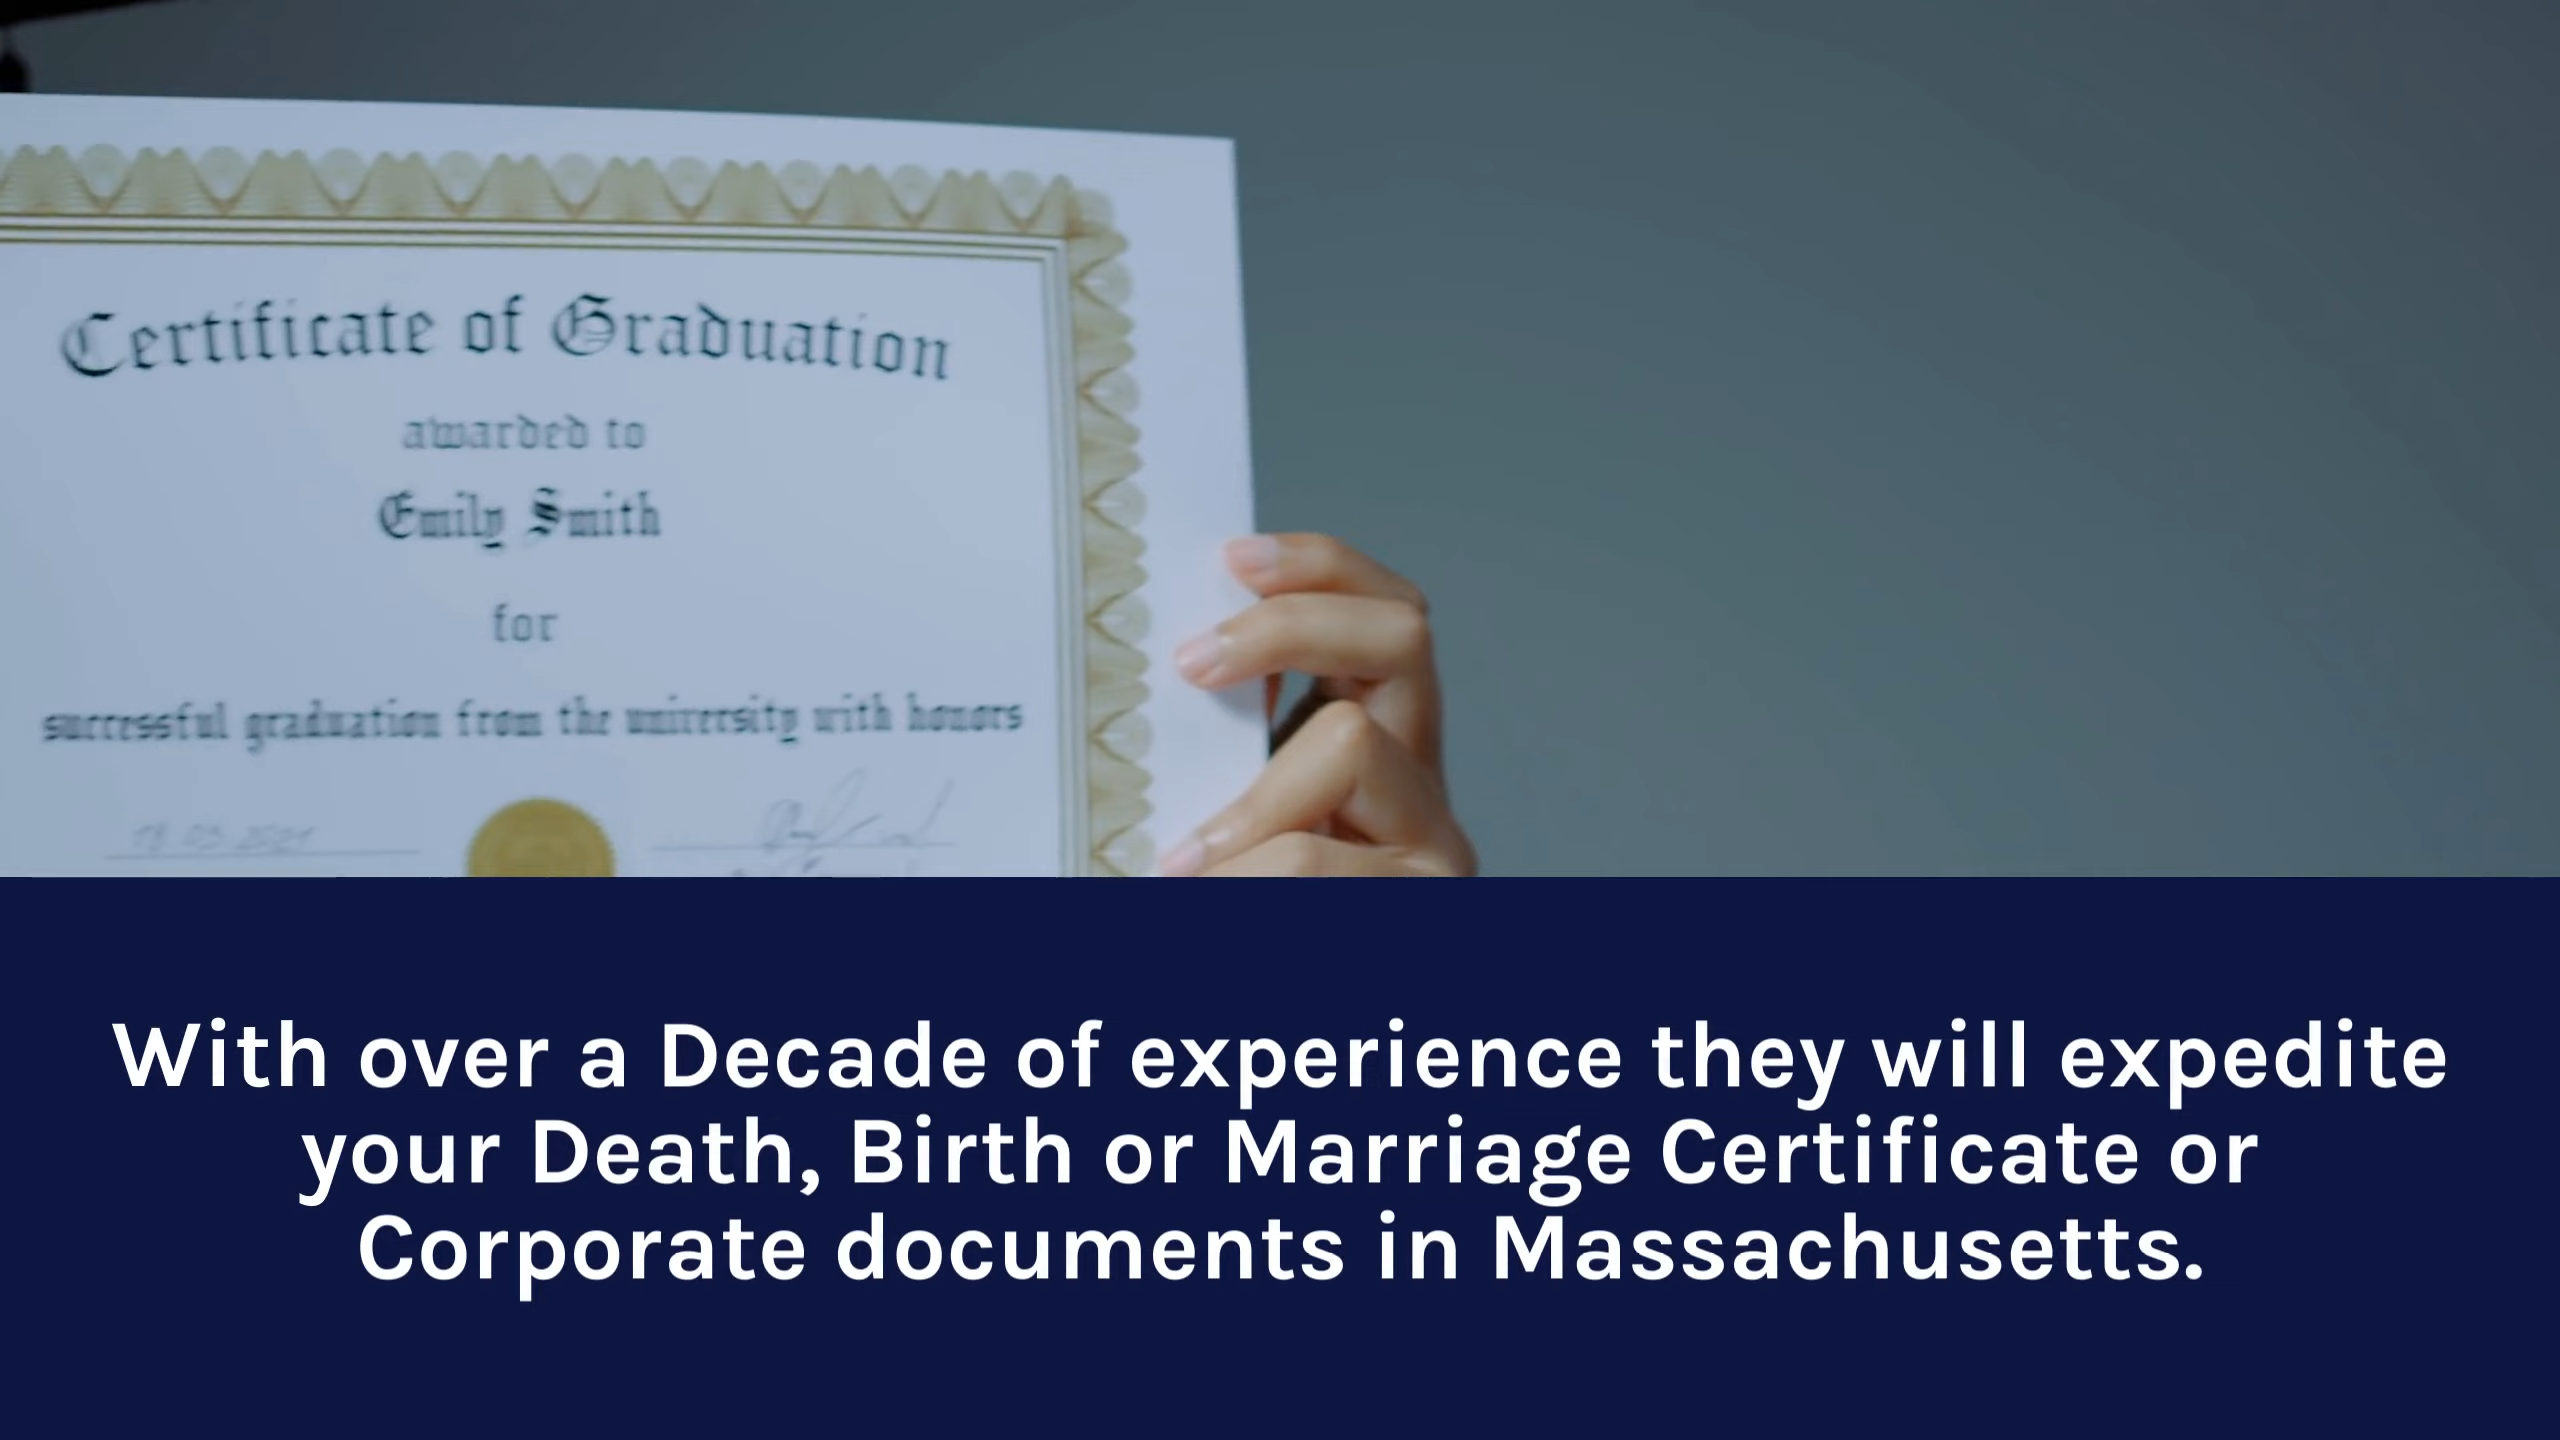 Certificate of Graduation
awarded to
Emily Smith
for
successful graduation from the university with honors
With over a Decade of experience they will expedite
your Death, Birth or Marriage Certificate or
Corporate documents in Massachusetts.